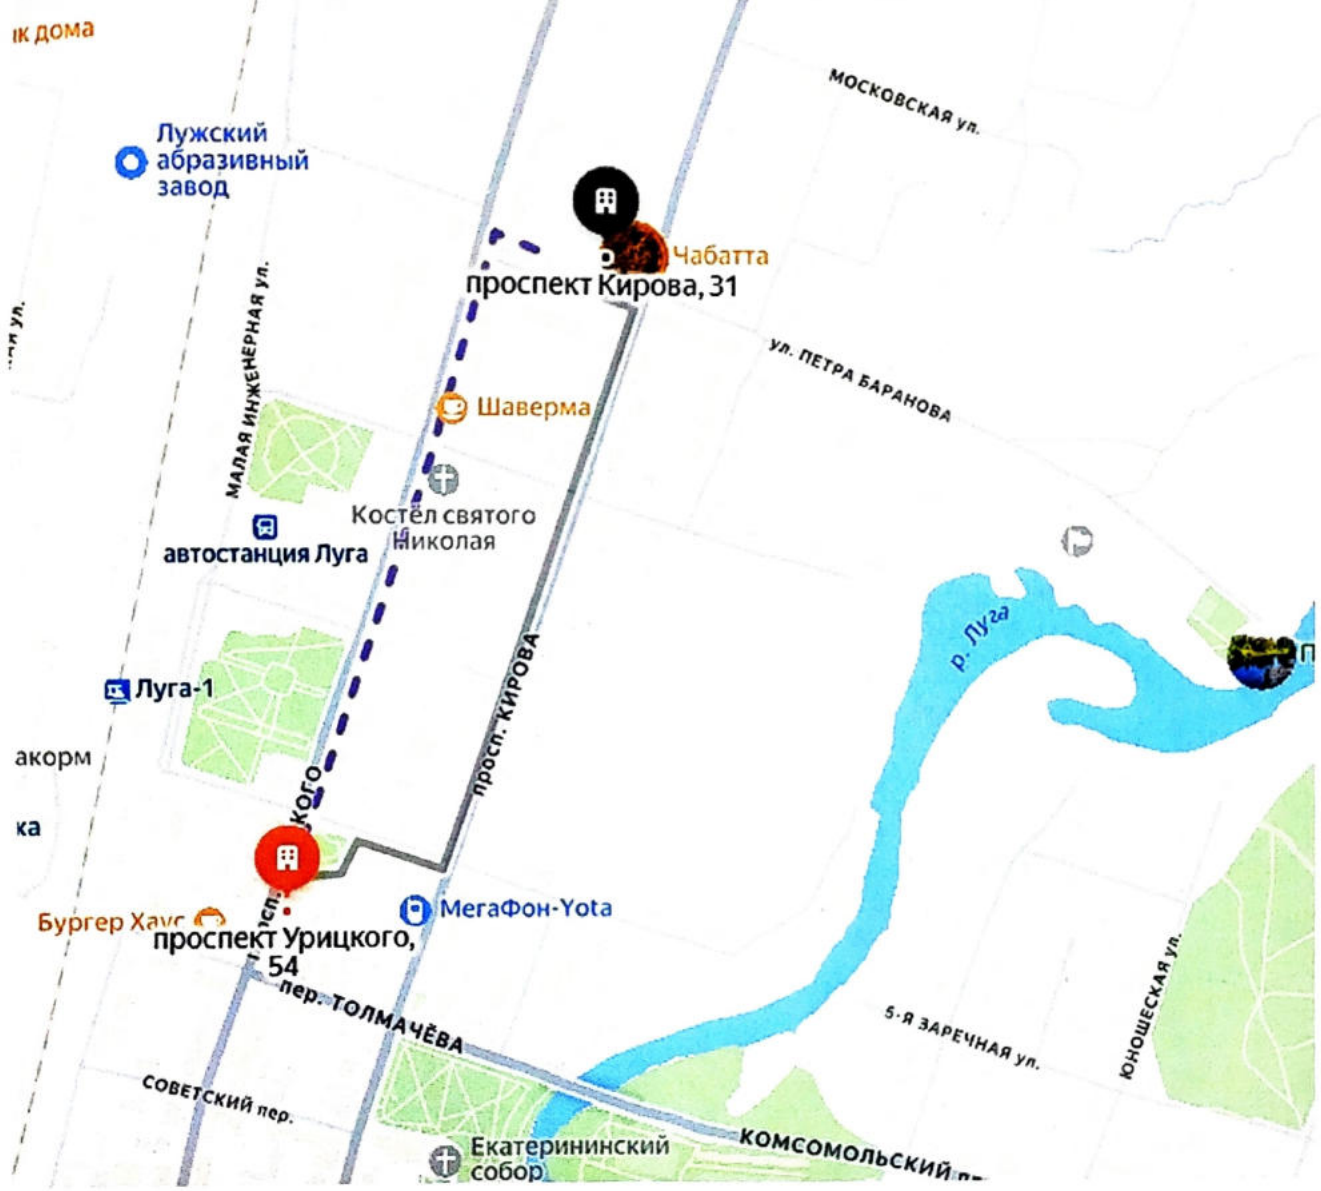 ик дома
МОСКОВСКАЯ ул.
Лужский
абразивный
завод
Чабатта
проспект Кирова, 31
МАЛАЯ ИНЖЕНЕРНАЯ ул.
ул.
ул. ПЕТРА БАРАНОВА
Шаверма
Костёл святого
Николая
автостанция Луга
р. Луга
просп. КИРОВА
П
Луга-1
акорм
КОГО
ка
МегаФон-Yota
Бургер Хаус
проспект Урицкого,
54
пер. ТОЛМАЧЁВА
5-Я ЗАРЕЧНАЯ ул.
ЮНОШЕСКАЯ ул.
СОВЕТСКИЙ пер.
Екатерининский
собор
КОМСОМОЛЬСКИЙ